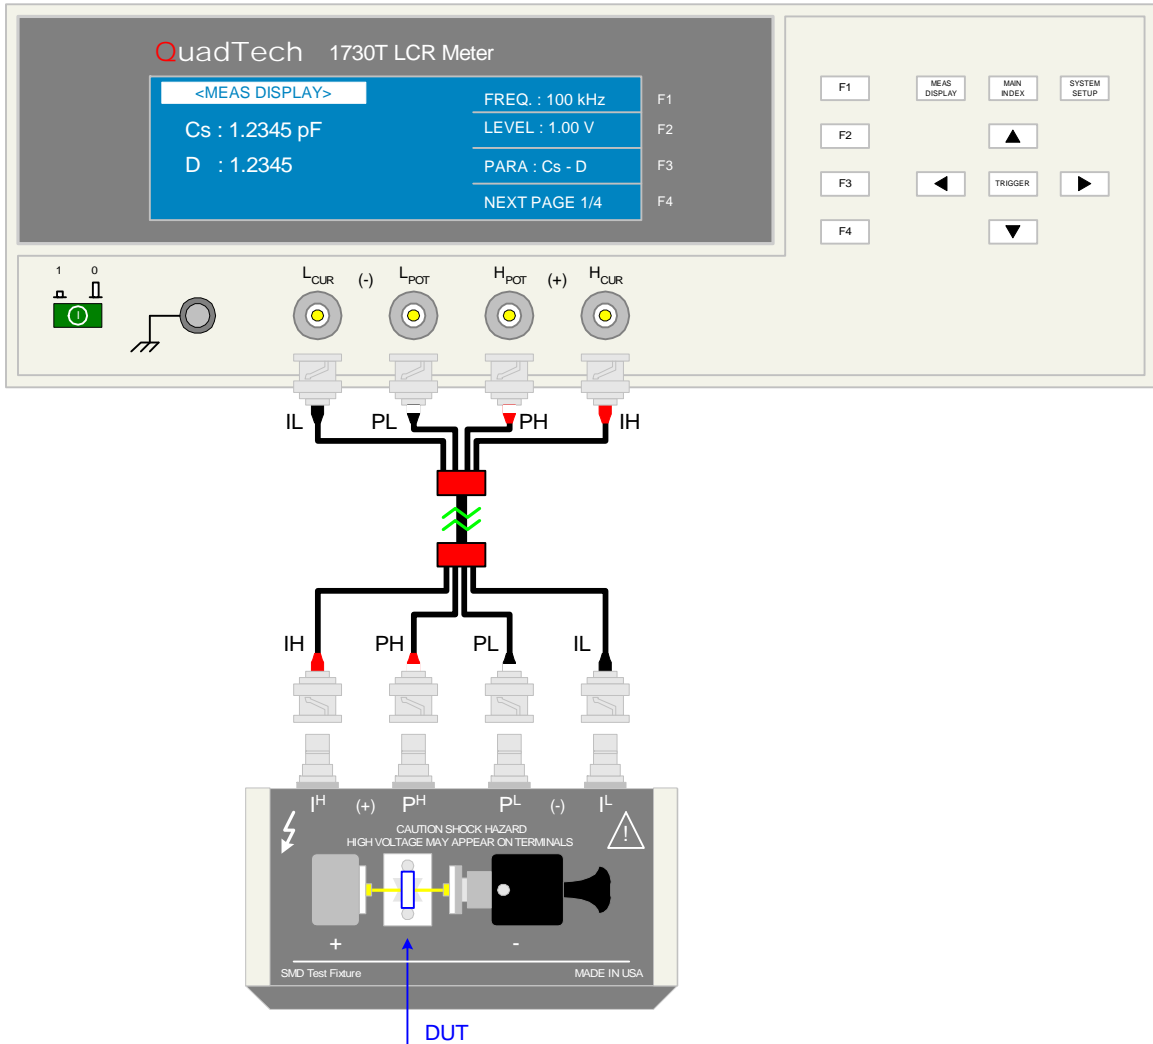 QuadTech 1730T LCR Meter
<MEAS DISPLAY>
Cs : 1.2345 pF
D : 1.2345
FREQ. : 100 kHz
LEVEL : 1.00 V
PARA : Cs - D
NEXT PAGE 1/4
F1
F2
F3
F4
F1
F2
F3
F4
MEAS DISPLAY
MAIN INDEX
SYSTEM SETUP
TRIGGER
1 0
LCUR (-) LPOT HPOT (+) HCUR
IL PL PH IH
IH PH PL IL
IH (+) PH PL (-) IL
CAUTION SHOCK HAZARD
HIGH VOLTAGE MAY APPEAR ON TERMINALS
!
+ -
SMD Test Fixture MADE IN USA
DUT